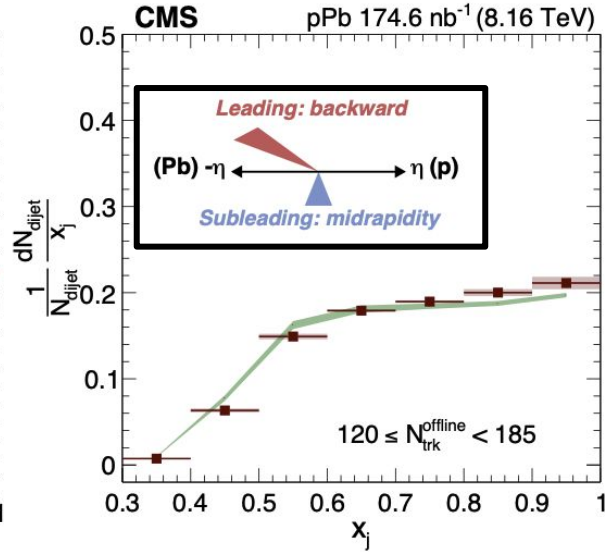 CMS pPb 174.6 nb⁻¹ (8.16 TeV)
0.5
0.4
0.3
0.2
0.1
0
Leading: backward
(Pb) -η η (p)
Subleading: midrapidity
1 dN_dijet
N_dijet x_j
120 ≤ N_trk^offline < 185
0.3 0.4 0.5 0.6 0.7 0.8 0.9 1
x_j